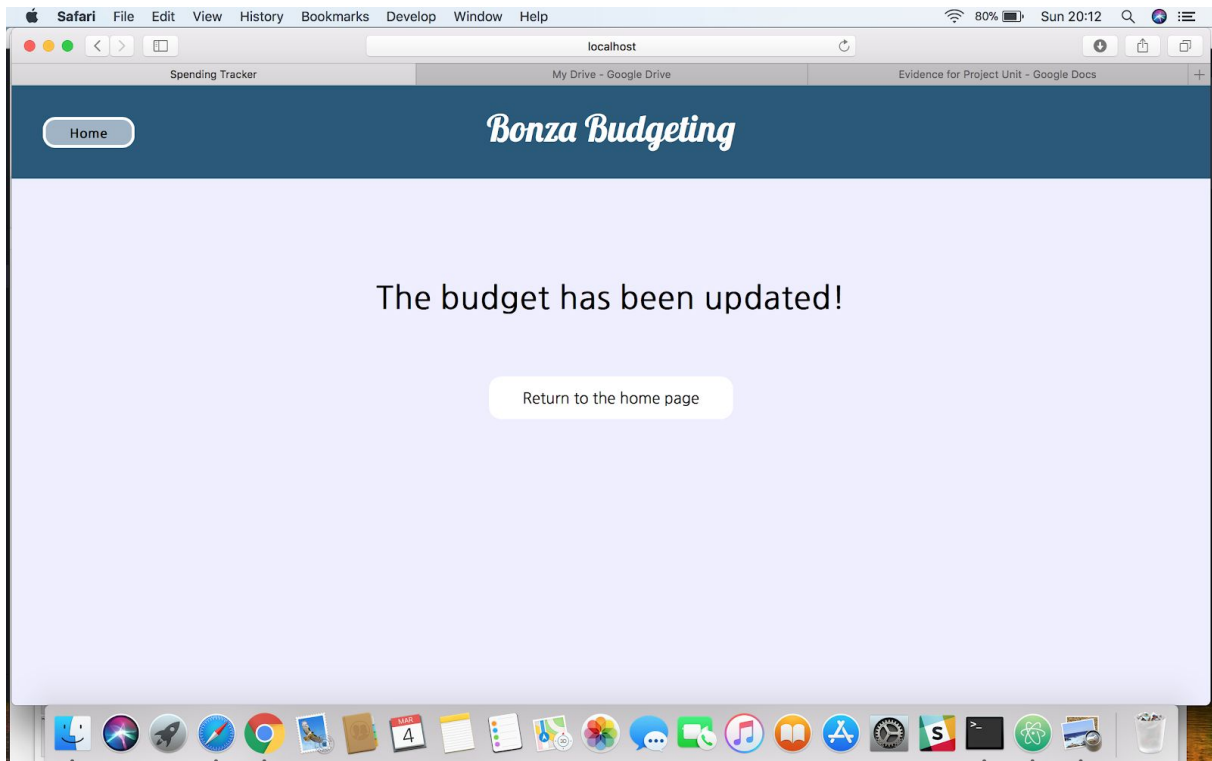 Safari File Edit View History Bookmarks Develop Window Help 80% Sun 20:12
localhost
Spending Tracker My Drive - Google Drive Evidence for Project Unit - Google Docs
Home Bonza Budgeting
The budget has been updated!
Return to the home page
MAR
4
S
>_